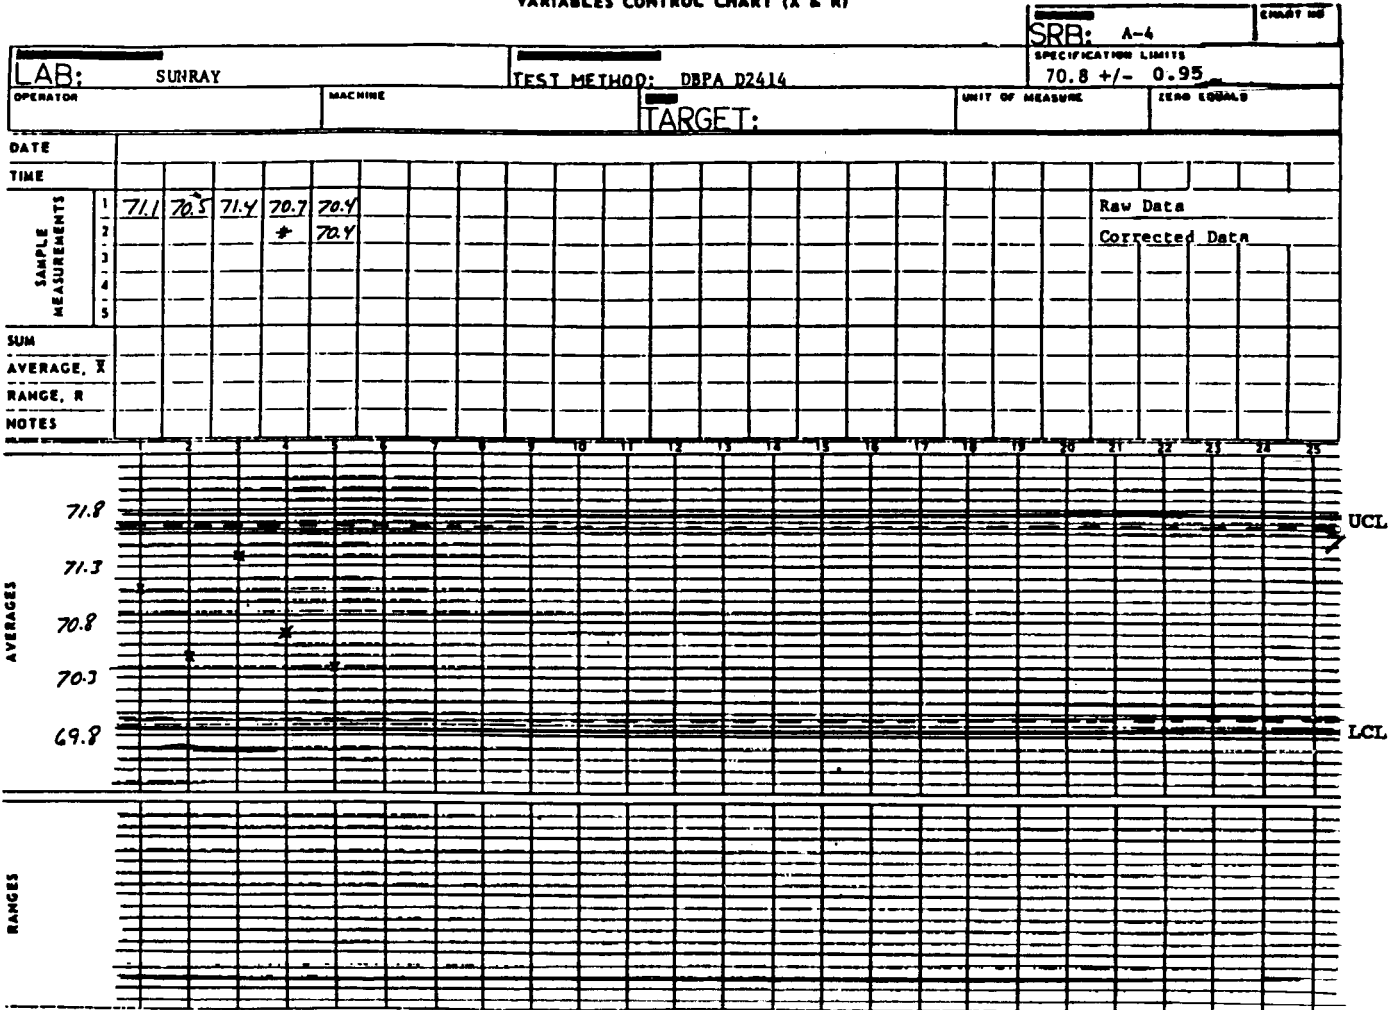 VARIABLES CONTROL CHART (X & R)
SRB: A-4
CHART NO
LAB: SUNRAY
TEST METHOD: DBPA D2414
SPECIFICATION LIMITS
70.8 +/- 0.95
OPERATOR
MACHINE
TARGET:
UNIT OF MEASURE
ZERO EQUALS
DATE
TIME
SAMPLE MEASUREMENTS
1 71.1 70.5 71.4 70.7 70.4 Raw Data
2 # 70.4 Corrected Data
3
4
5
SUM
AVERAGE, X̄
RANGE, R
NOTES
1 2 3 4 5 6 7 8 9 10 11 12 13 14 15 16 17 18 19 20 21 22 23 24 25
AVERAGES
71.8
UCL
71.3
70.8
70.3
69.8
LCL
RANGES